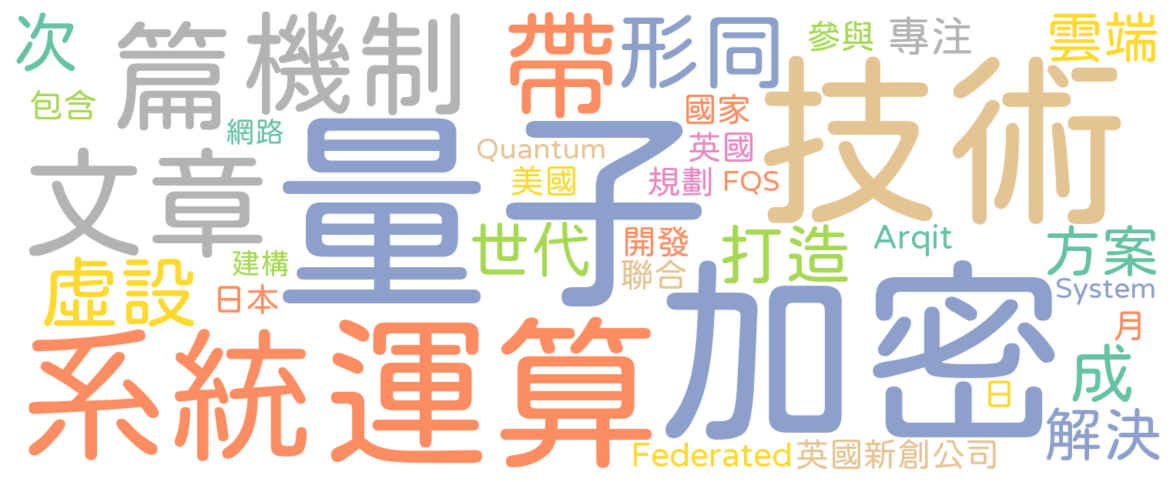 次
篇
機制
帶
形同
參與
專注
雲端
包含
網路
國家
技術
文章
量子
Quantum
英國
美國
規劃
FQS
虛設
建構
日本
世代
開發
聯合
打造
Arqit
方案
System
系統
運算
加密
月
日
成
解決
Federated
英國新創公司